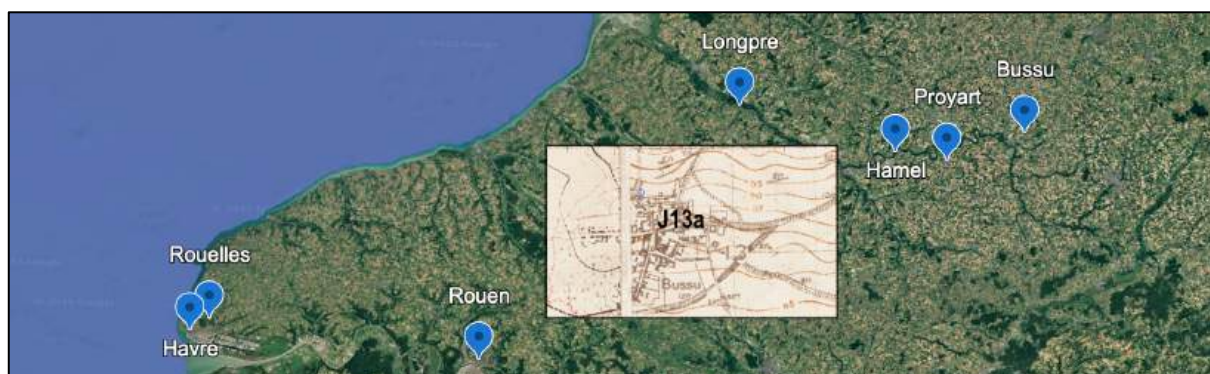 Longpre
Bussu
Proyart
Hamel
J13a
Bussu
Rouelles
Rouen
Havre